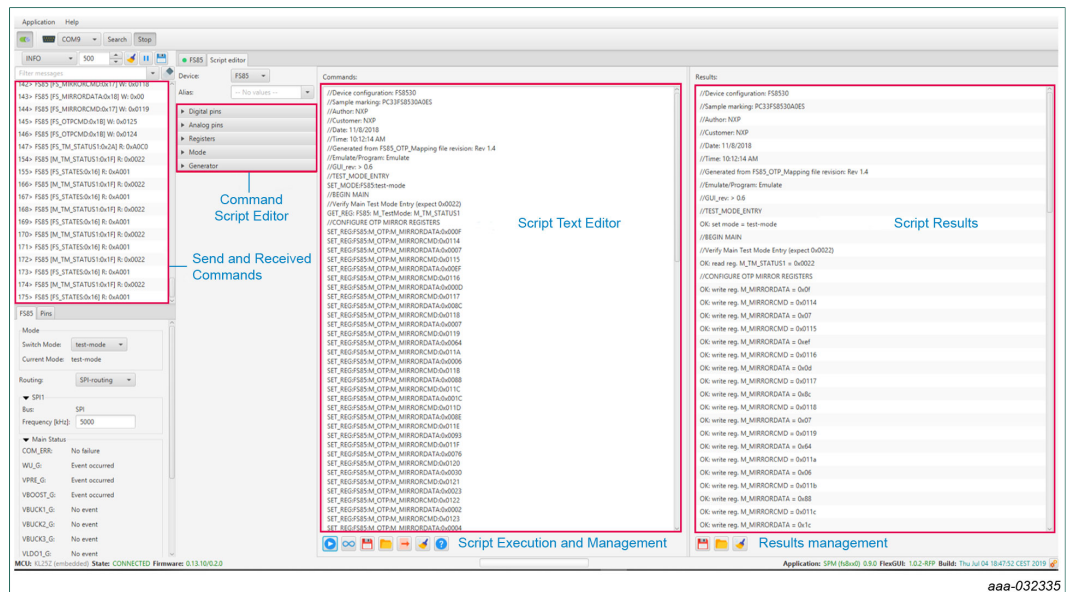 Application Help
COM9 Search Stop
INFO 500
Filter messages
142> FS85 [FS_MIRRORCMD:0x17] W: 0x0118
143> FS85 [FS_MIRRORDATA:0x18] W: 0x00
144> FS85 [FS_MIRRORCMD:0x17] W: 0x0119
145> FS85 [FS_OTPCMD:0x1B] W: 0x0125
146> FS85 [FS_OTPCMD:0x1B] W: 0x0124
147> FS85 [FS_TM_STATUS1:0x2A] R: 0xA0C0
154> FS85 [M_TM_STATUS1:0x1F] R: 0x0022
155> FS85 [FS_STATES:0x16] R: 0xA001
166> FS85 [M_TM_STATUS1:0x1F] R: 0x0022
167> FS85 [FS_STATES:0x16] R: 0xA001
168> FS85 [M_TM_STATUS1:0x1F] R: 0x0022
169> FS85 [FS_STATES:0x16] R: 0xA001
170> FS85 [M_TM_STATUS1:0x1F] R: 0x0022
171> FS85 [FS_STATES:0x16] R: 0xA001
172> FS85 [M_TM_STATUS1:0x1F] R: 0x0022
173> FS85 [FS_STATES:0x16] R: 0xA001
174> FS85 [M_TM_STATUS1:0x1F] R: 0x0022
175> FS85 [FS_STATES:0x16] R: 0xA001
Send and Received
Commands
FS85 Pins
Mode
Switch Mode: test-mode
Current Mode: test-mode
Routing: SPI-routing
SPI1
Bus: SPI
Frequency [kHz]: 5000
Main Status
COM_ERR: No failure
WU_G: Event occurred
VPRE_G: Event occurred
VBOOST_G: Event occurred
VBUCK1_G: No event
VBUCK2_G: No event
VBUCK3_G: No event
VLDO1_G: No event
FS85 Script editor
Device: FS85
Alias: -- No values --
Digital pins
Analog pins
Registers
Mode
Generator
Command
Script Editor
Commands:
//Device configuration: FS8530
//Sample marking: PC33FS8530A0ES
//Author: NXP
//Customer: NXP
//Date: 11/8/2018
//Time: 10:12:14 AM
//Generated from FS85_OTP_Mapping file revision: Rev 1.4
//Emulate/Program: Emulate
//GUI_rev: > 0.6
//TEST_MODE_ENTRY
SET_MODE:FS85:test-mode
//BEGIN MAIN
//Verify Main Test Mode Entry (expect 0x0022)
GET_REG: FS85: M_TestMode: M_TM_STATUS1
//CONFIGURE OTP MIRROR REGISTERS
SET_REG:FS85:M_OTP:M_MIRRORDATA:0x000F
SET_REG:FS85:M_OTP:M_MIRRORCMD:0x0114
SET_REG:FS85:M_OTP:M_MIRRORDATA:0x0007
SET_REG:FS85:M_OTP:M_MIRRORCMD:0x0115
SET_REG:FS85:M_OTP:M_MIRRORDATA:0x00EF
SET_REG:FS85:M_OTP:M_MIRRORCMD:0x0116
SET_REG:FS85:M_OTP:M_MIRRORDATA:0x000D
SET_REG:FS85:M_OTP:M_MIRRORCMD:0x0117
SET_REG:FS85:M_OTP:M_MIRRORDATA:0x008C
SET_REG:FS85:M_OTP:M_MIRRORCMD:0x0118
SET_REG:FS85:M_OTP:M_MIRRORDATA:0x0007
SET_REG:FS85:M_OTP:M_MIRRORCMD:0x0119
SET_REG:FS85:M_OTP:M_MIRRORDATA:0x0064
SET_REG:FS85:M_OTP:M_MIRRORCMD:0x011A
SET_REG:FS85:M_OTP:M_MIRRORDATA:0x0006
SET_REG:FS85:M_OTP:M_MIRRORCMD:0x011B
SET_REG:FS85:M_OTP:M_MIRRORDATA:0x0088
SET_REG:FS85:M_OTP:M_MIRRORCMD:0x011C
SET_REG:FS85:M_OTP:M_MIRRORDATA:0x001C
SET_REG:FS85:M_OTP:M_MIRRORCMD:0x011D
SET_REG:FS85:M_OTP:M_MIRRORDATA:0x008E
SET_REG:FS85:M_OTP:M_MIRRORCMD:0x011E
SET_REG:FS85:M_OTP:M_MIRRORDATA:0x0093
SET_REG:FS85:M_OTP:M_MIRRORCMD:0x011F
SET_REG:FS85:M_OTP:M_MIRRORDATA:0x0076
SET_REG:FS85:M_OTP:M_MIRRORCMD:0x0120
SET_REG:FS85:M_OTP:M_MIRRORDATA:0x0030
SET_REG:FS85:M_OTP:M_MIRRORCMD:0x0121
SET_REG:FS85:M_OTP:M_MIRRORDATA:0x0023
SET_REG:FS85:M_OTP:M_MIRRORCMD:0x0122
SET_REG:FS85:M_OTP:M_MIRRORDATA:0x0002
SET_REG:FS85:M_OTP:M_MIRRORCMD:0x0123
SET_REG:FS85:M_OTP:M_MIRRORDATA:0x0004
Script Text Editor
Script Execution and Management
Results:
//Device configuration: FS8530
//Sample marking: PC33FS8530A0ES
//Author: NXP
//Customer: NXP
//Date: 11/8/2018
//Time: 10:12:14 AM
//Generated from FS85_OTP_Mapping file revision: Rev 1.4
//Emulate/Program: Emulate
//GUI_rev: > 0.6
//TEST_MODE_ENTRY
OK: set mode = test-mode
//BEGIN MAIN
//Verify Main Test Mode Entry (expect 0x0022)
OK: read reg. M_TM_STATUS1 = 0x0022
//CONFIGURE OTP MIRROR REGISTERS
OK: write reg. M_MIRRORDATA = 0x0f
OK: write reg. M_MIRRORCMD = 0x0114
OK: write reg. M_MIRRORDATA = 0x07
OK: write reg. M_MIRRORCMD = 0x0115
OK: write reg. M_MIRRORDATA = 0xef
OK: write reg. M_MIRRORCMD = 0x0116
OK: write reg. M_MIRRORDATA = 0x0d
OK: write reg. M_MIRRORCMD = 0x0117
OK: write reg. M_MIRRORDATA = 0x8c
OK: write reg. M_MIRRORCMD = 0x0118
OK: write reg. M_MIRRORDATA = 0x07
OK: write reg. M_MIRRORCMD = 0x0119
OK: write reg. M_MIRRORDATA = 0x64
OK: write reg. M_MIRRORCMD = 0x011a
OK: write reg. M_MIRRORDATA = 0x06
OK: write reg. M_MIRRORCMD = 0x011b
OK: write reg. M_MIRRORDATA = 0x88
OK: write reg. M_MIRRORCMD = 0x011c
OK: write reg. M_MIRRORDATA = 0x1c
Script Results
Results management
MCU: KL25Z (embedded) State: CONNECTED Firmware: 0.13.10/0.2.0
Application: SPM (fs8xx0) 0.9.0 FlexGUI: 1.0.2-RFP Build: Thu Jul 04 18:47:52 CEST 2019
aaa-032335